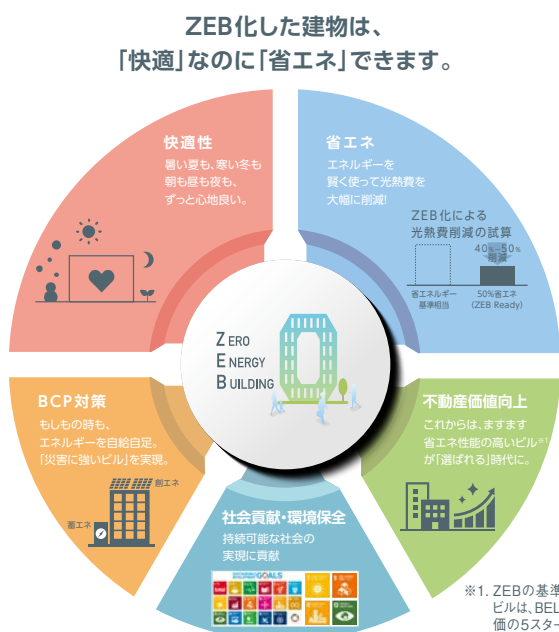 ZEB化した建物は、
「快適」なのに「省エネ」できます。
快適性
暑い夏も、寒い冬も
朝も昼も夜も、
ずっと心地良い。
省エネ
エネルギーを
賢く使って光熱費を
大幅に削減!
ZEB化による
光熱費削減の試算
40%~50%
削減
省エネルギー
基準相当
50%省エネ
(ZEB Ready)
ZERO
ENERGY
BUILDING
BCP対策
もしもの時も、
エネルギーを自給自足。
「災害に強いビル」を実現。
創エネ
蓄エネ
不動産価値向上
これからは、ますます
省エネ性能の高いビル※1
が「選ばれる」時代に。
社会貢献・環境保全
持続可能な社会の
実現に貢献
GOALS
※1. ZEBの基準
ビルは、BEL
価の5スター